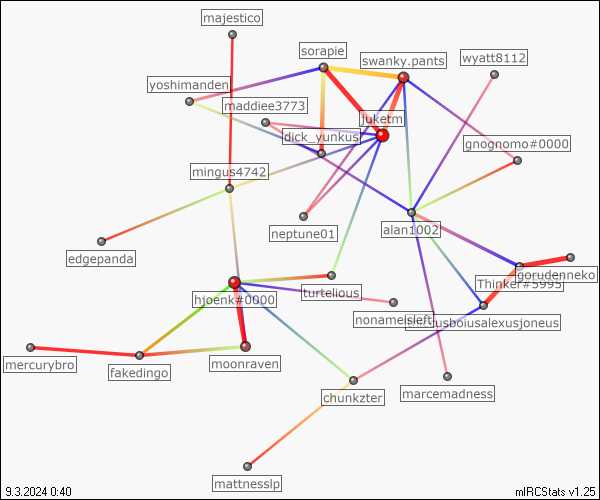 majestico
sorapie
swanky.pants
wyatt8112
yoshimanden
maddiee3773
juketm
dick_yunkus
gnognomo#0000
mingus4742
neptune01
alan1002
edgepanda
gorudenneko
Thinker#5995
turtelious
hjoenk#0000
nonameisleft
usboiusalexusjoneus
mercurybro
fakedingo
moonraven
chunkzter
marcemadness
mattnesslp
9.3.2024 0:40
mIRCStats v1.25